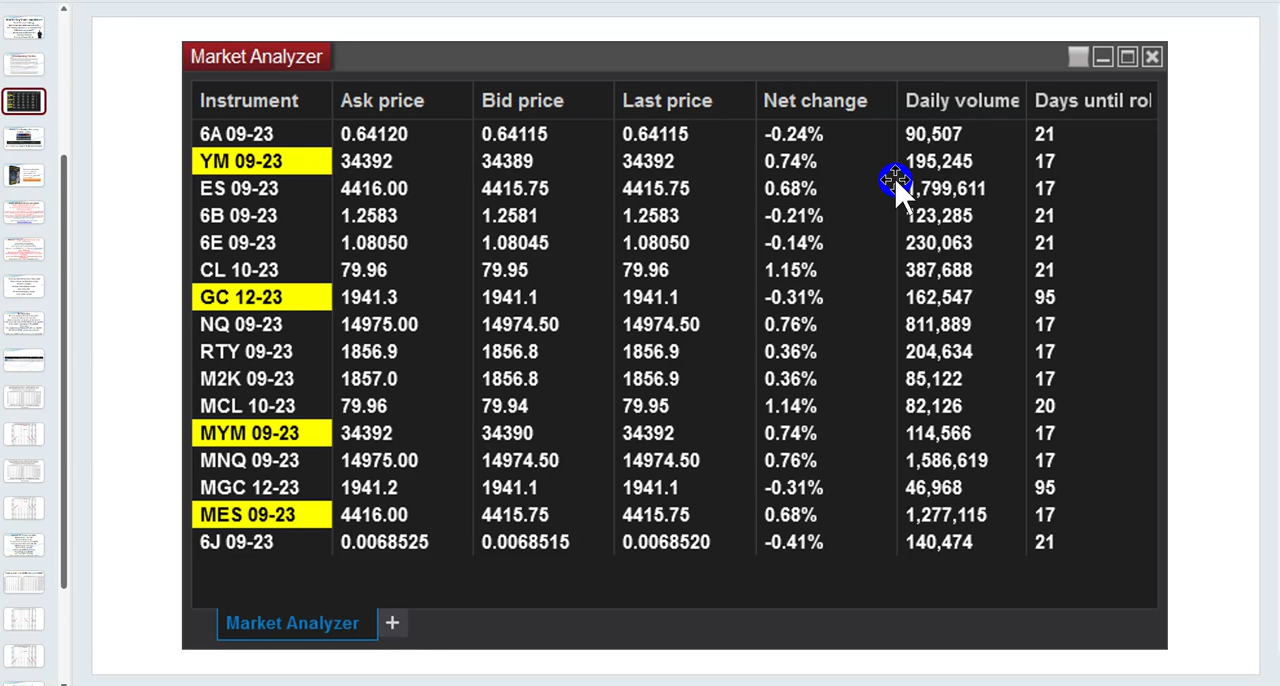 Market Analyzer
Instrument Ask price Bid price Last price Net change Daily volume Days until rol
6A 09-23 0.64120 0.64115 0.64115 -0.24% 90,507 21
YM 09-23 34392 34389 34392 0.74% 195,245 17
ES 09-23 4416.00 4415.75 4415.75 0.68% 1,799,611 17
6B 09-23 1.2583 1.2581 1.2583 -0.21% 123,285 21
6E 09-23 1.08050 1.08045 1.08050 -0.14% 230,063 21
CL 10-23 79.96 79.95 79.96 1.15% 387,688 21
GC 12-23 1941.3 1941.1 1941.1 -0.31% 162,547 95
NQ 09-23 14975.00 14974.50 14974.50 0.76% 811,889 17
RTY 09-23 1856.9 1856.8 1856.9 0.36% 204,634 17
M2K 09-23 1857.0 1856.8 1856.9 0.36% 85,122 17
MCL 10-23 79.96 79.94 79.95 1.14% 82,126 20
MYM 09-23 34392 34390 34392 0.74% 114,566 17
MNQ 09-23 14975.00 14974.50 14974.50 0.76% 1,586,619 17
MGC 12-23 1941.2 1941.1 1941.1 -0.31% 46,968 95
MES 09-23 4416.00 4415.75 4415.75 0.68% 1,277,115 17
6J 09-23 0.0068525 0.0068515 0.0068520 -0.41% 140,474 21
Market Analyzer +